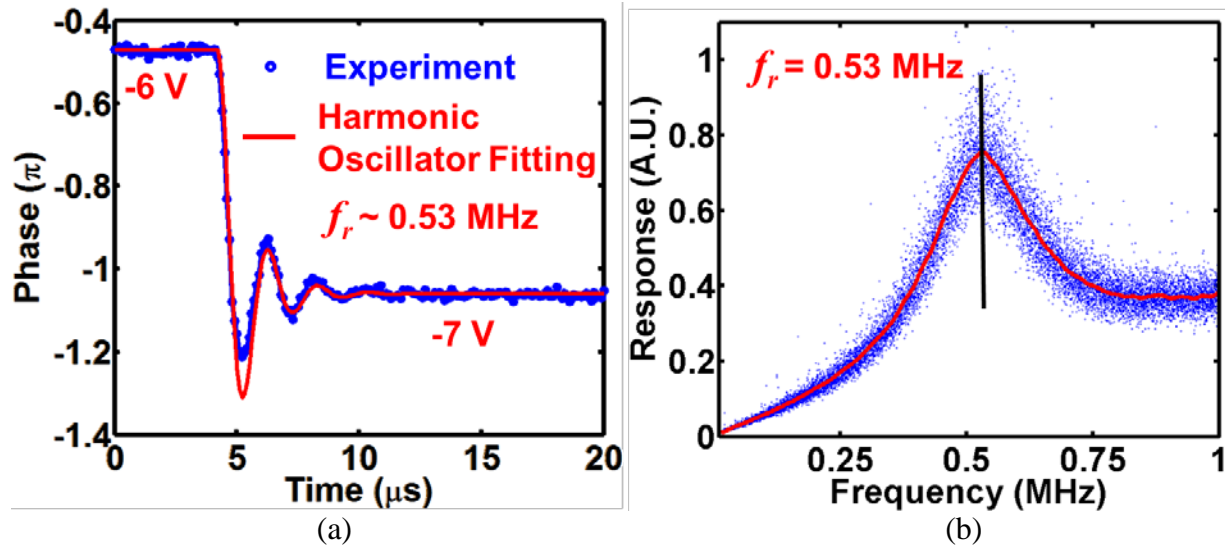 -0.4
-0.6
-0.8
-1
-1.2
-1.4
Phase (π)
-6 V
Experiment
Harmonic
Oscillator Fitting
fr ~ 0.53 MHz
-7 V
0 5 10 15 20
Time (μs)
(a)
1
0.8
0.6
0.4
0.2
0
Response (A.U.)
fr = 0.53 MHz
0.25 0.5 0.75 1
Frequency (MHz)
(b)